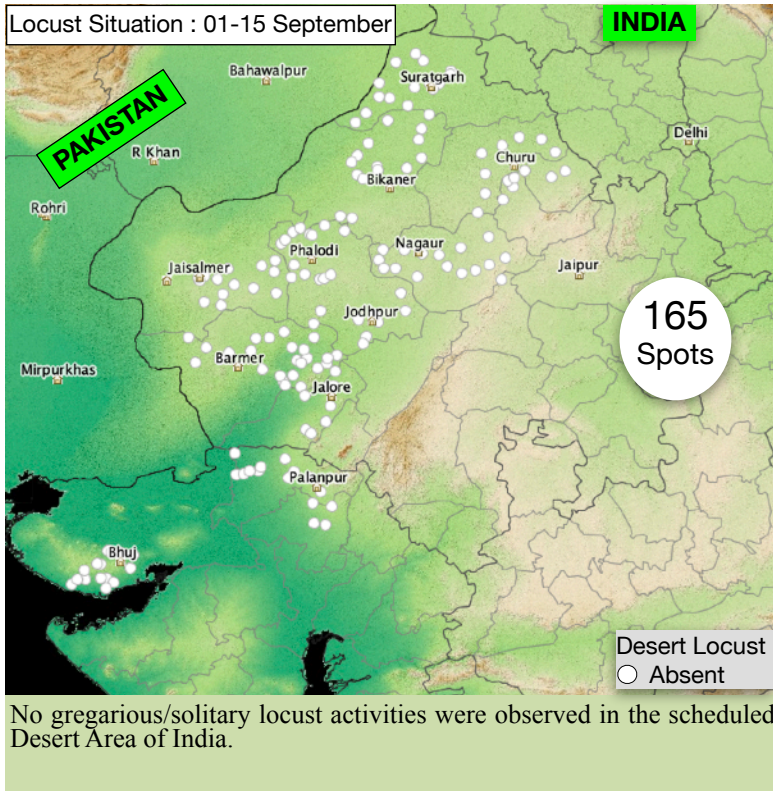 Locust Situation : 01-15 September
INDIA
Bahawalpur
Suratgarh
PAKISTAN
Delhi
R Khan
Churu
Bikaner
Rohri
Nagaur
Phalodi
Jaisalmer
Jaipur
Jodhpur
165
Spots
Barmer
Mirpurkhas
Jalore
Palanpur
Bhuj
Desert Locust
Absent
No gregarious/solitary locust activities were observed in the scheduled
Desert Area of India.